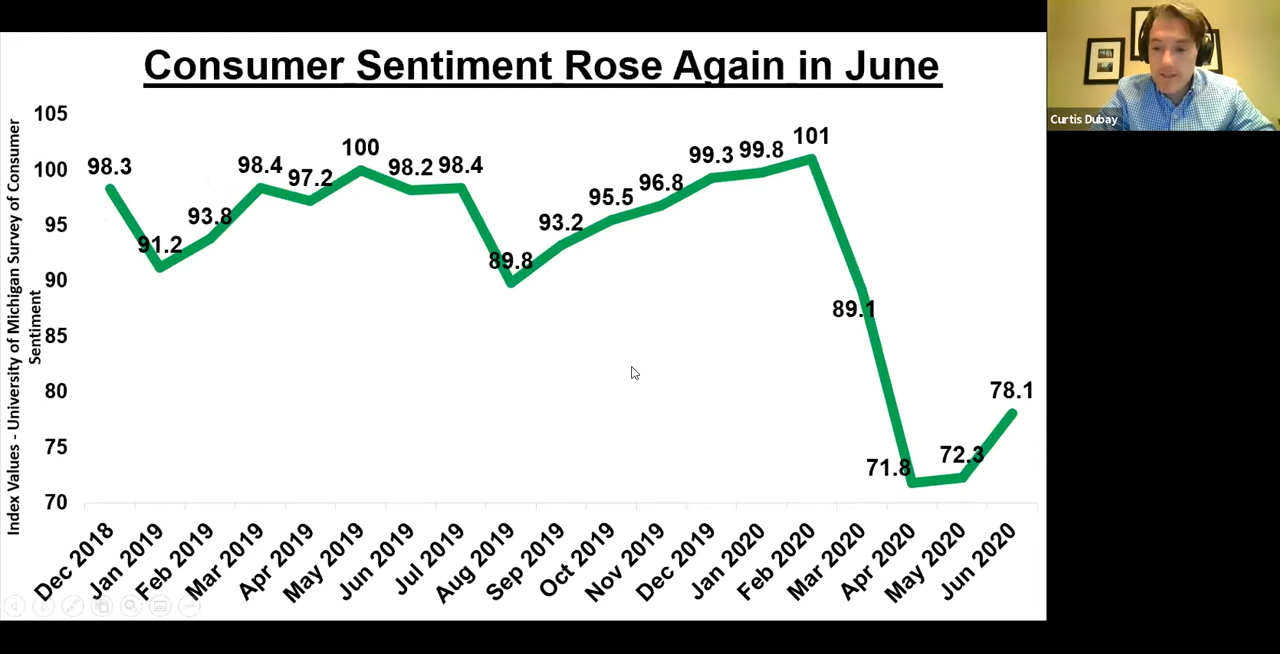 Consumer Sentiment Rose Again in June
Curtis Dubay
Index Values - University of Michigan Survey of Consumer
Sentiment
105
100
95
90
85
80
75
70
98.3
91.2
93.8
98.4
97.2
100
98.2
98.4
89.8
93.2
95.5
96.8
99.3
99.8
101
89.1
71.8
72.3
78.1
Dec 2018
Jan 2019
Feb 2019
Mar 2019
Apr 2019
May 2019
Jun 2019
Jul 2019
Aug 2019
Sep 2019
Oct 2019
Nov 2019
Dec 2019
Jan 2020
Feb 2020
Mar 2020
Apr 2020
May 2020
Jun 2020